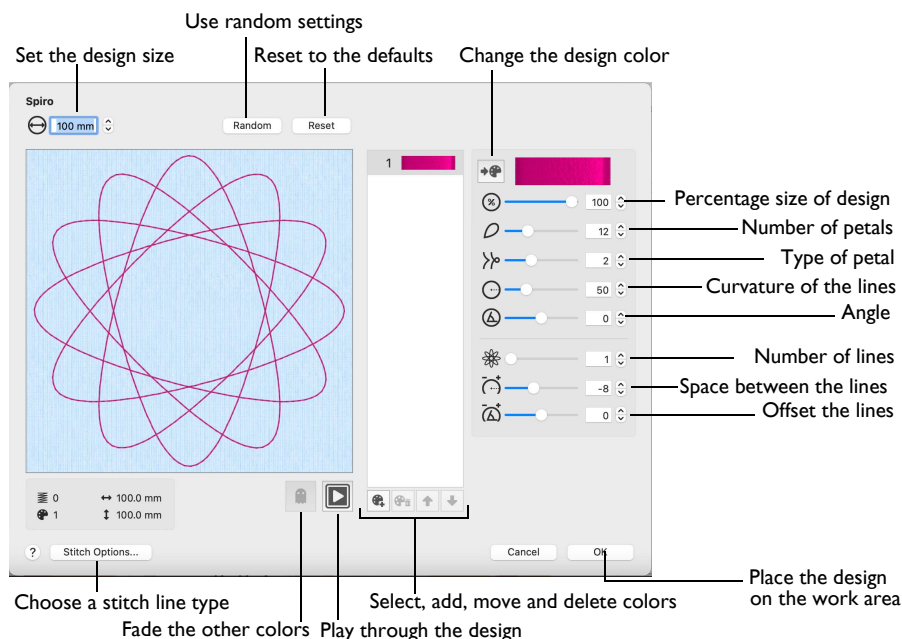 Use random settings
Set the design size
Reset to the defaults
Change the design color
Spiro
100 mm
Random
Reset
1
%
100
Percentage size of design
12
Number of petals
2
Type of petal
50
Curvature of the lines
0
Angle
1
Number of lines
-8
Space between the lines
0
Offset the lines
0
100.0 mm
1
100.0 mm
?
Stitch Options...
Cancel
OK
Place the design
on the work area
Choose a stitch line type
Select, add, move and delete colors
Fade the other colors
Play through the design